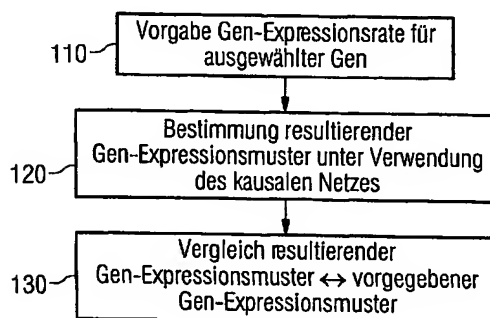 110
Vorgabe Gen-Expressionsrate für
ausgewählter Gen
120
Bestimmung resultierender
Gen-Expressionsmuster unter Verwendung
des kausalen Netzes
130
Vergleich resultierender
Gen-Expressionsmuster ↔ vorgegebener
Gen-Expressionsmuster